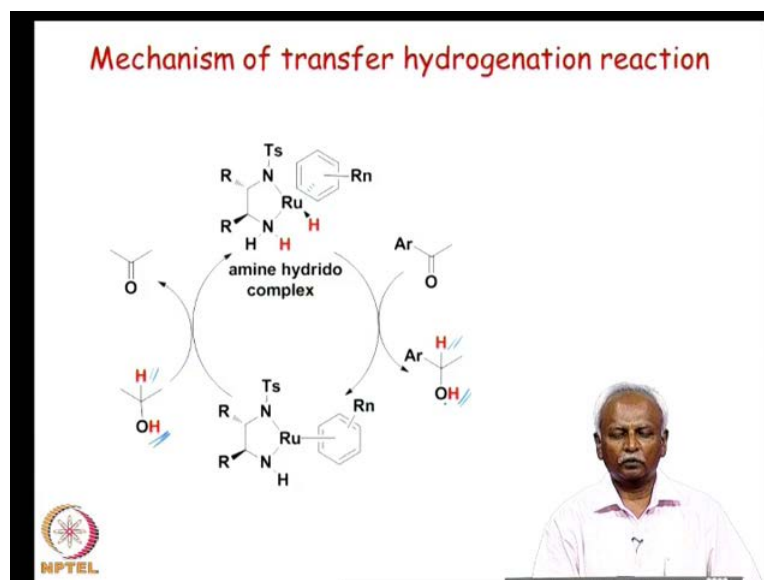 Mechanism of transfer hydrogenation reaction
Ts
R
N
Rn
Ru
R
N
H
H
H
Ar
O
amine hydrido
complex
O
H
H
Ar
OH
Ts
Rn
OH
R
N
Ru
R
N
H
NPTEL